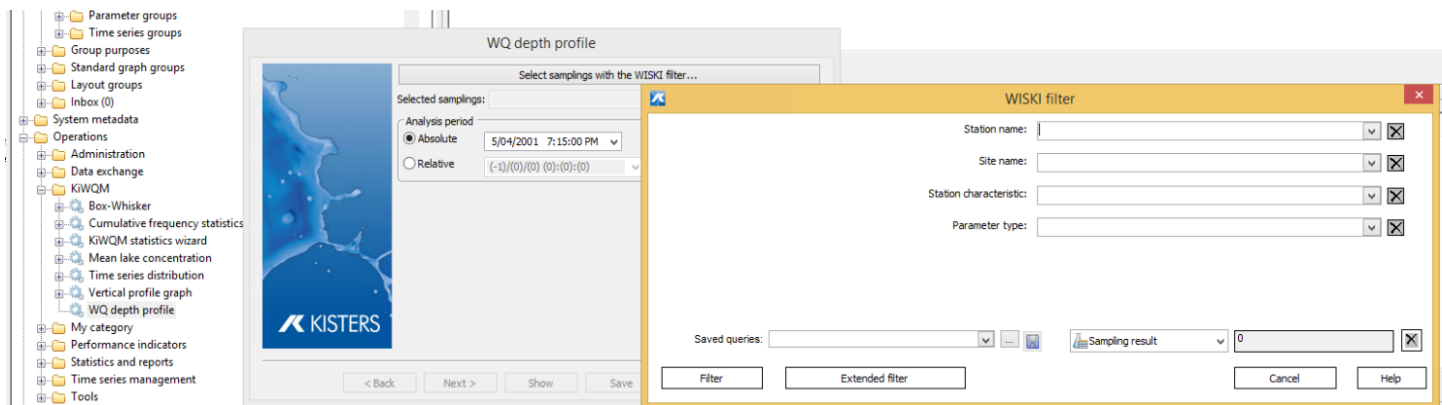 Parameter groups
Time series groups
Group purposes
Standard graph groups
Layout groups
Inbox (0)
System metadata
Operations
Administration
Data exchange
KiWQM
Box-Whisker
Cumulative frequency statistics
KiWQM statistics wizard
Mean lake concentration
Time series distribution
Vertical profile graph
WQ depth profile
My category
Performance indicators
Statistics and reports
Time series management
Tools
WQ depth profile
Select samplings with the WISKI filter...
Selected samplings:
Analysis period
Absolute 5/04/2001 7:15:00 PM
Relative (-1)/(0)/(0) (0):(0):(0)
KISTERS
< Back Next > Show Save
WISKI filter
Station name:
Site name:
Station characteristic:
Parameter type:
Saved queries: ... Sampling result 0
Filter Extended filter Cancel Help